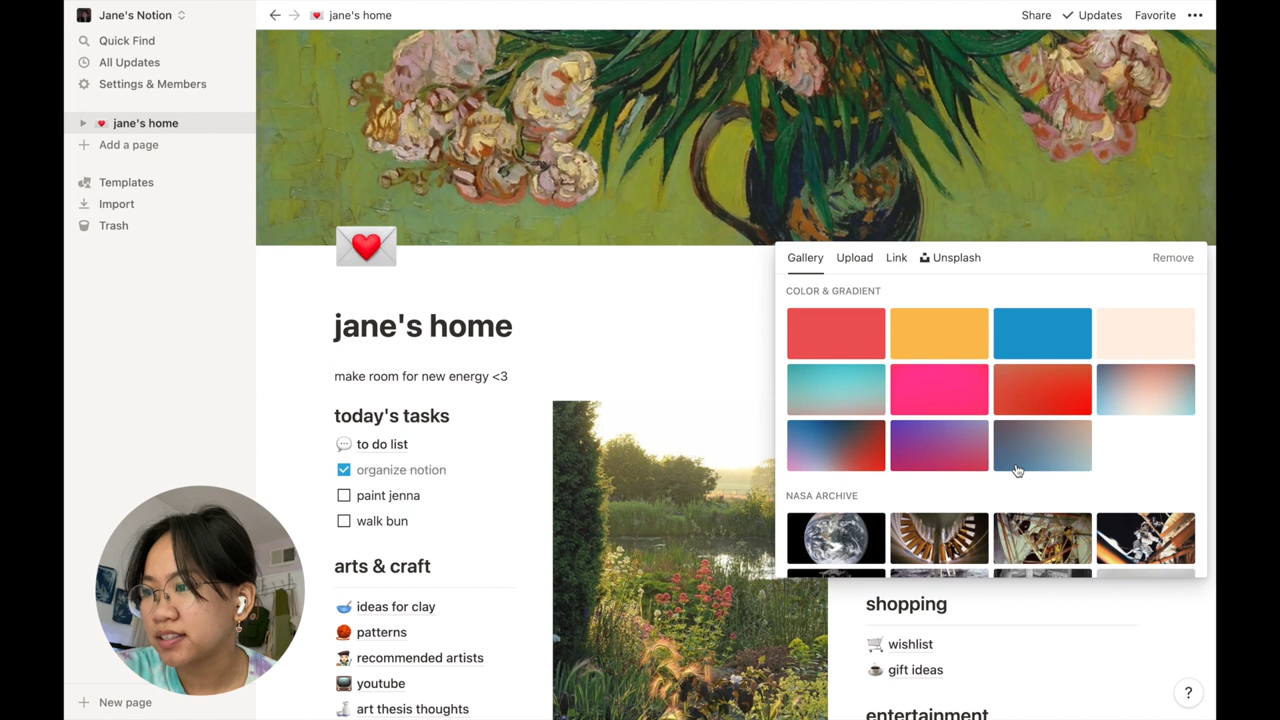 Jane's Notion
Quick Find
All Updates
Settings & Members
jane's home
Add a page
Templates
Import
Trash
New page
jane's home
Share
Updates
Favorite
jane's home
make room for new energy <3
today's tasks
to do list
organize notion
paint jenna
walk bun
arts & craft
ideas for clay
patterns
recommended artists
youtube
art thesis thoughts
Gallery Upload Link Unsplash Remove
COLOR & GRADIENT
NASA ARCHIVE
shopping
wishlist
gift ideas
entertainment
?